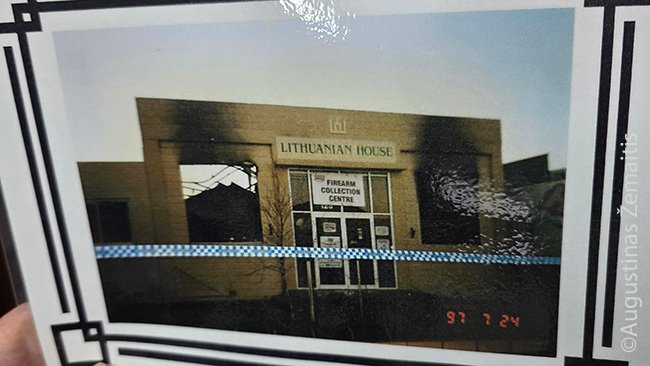 LITHUANIAN HOUSE
FIREARM
COLLECTION
CENTRE
97 7 24
©Augustinas Žemaitis